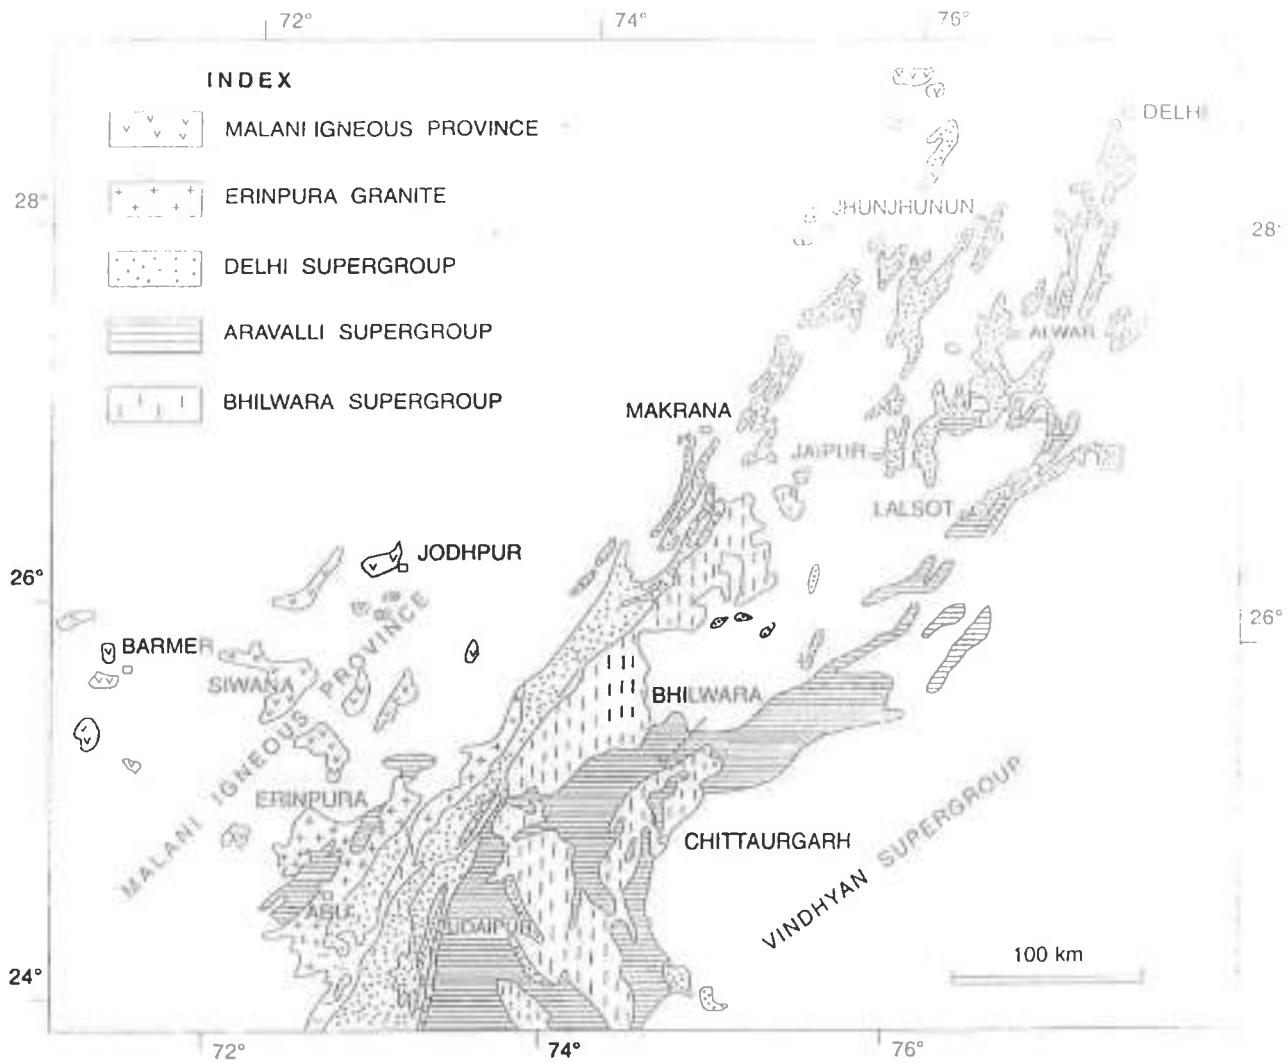 72°
74°
76°
INDEX
MALANI IGNEOUS PROVINCE
ERINPURA GRANITE
DELHI SUPERGROUP
ARAVALLI SUPERGROUP
BHILWARA SUPERGROUP
DELHI
28°
JHUNJHUNUN
28°
ALWAR
MAKRANA
JAIPUR
LALSOT
JODHPUR
26°
26°
BARMER
SIWANA
BHILWARA
MALANI IGNEOUS PROVINCE
ERINPURA
CHITTAURGARH
VINDHYAN SUPERGROUP
ABU
UDAIPUR
100 km
24°
72°
74°
76°